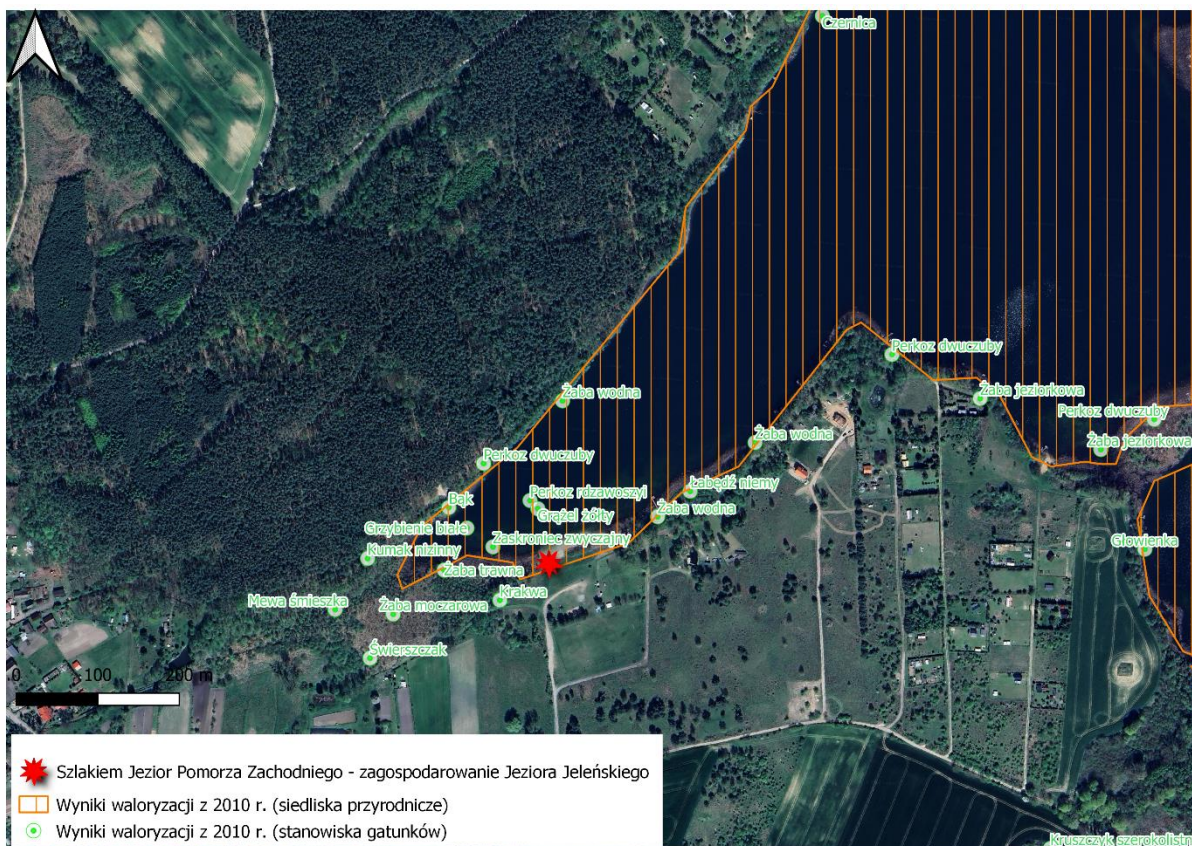 Czernica
Perkoz dwuczuby
Żaba wodna
Żaba jeziorkowa
Perkoz dwuczuby
Żaba wodna
Żaba jeziorkowa
Perkoz dwuczuby
Łabędź niemy
Bąk
Perkoz rdzawoszyi
Grążel żółty
Żaba wodna
Grzybienie białe
Zaskroniec zwyczajny
Kumak nizinny
Głowienka
Żaba trawna
Krakwa
Mewa śmieszka
Żaba moczarowa
Świerszczak
0 100 200 m
Szlakiem Jezior Pomorza Zachodniego - zagospodarowanie Jeziora Jeleńskiego
Wyniki waloryzacji z 2010 r. (siedliska przyrodnicze)
Wyniki waloryzacji z 2010 r. (stanowiska gatunków)
Kruszczyk szerokolistn